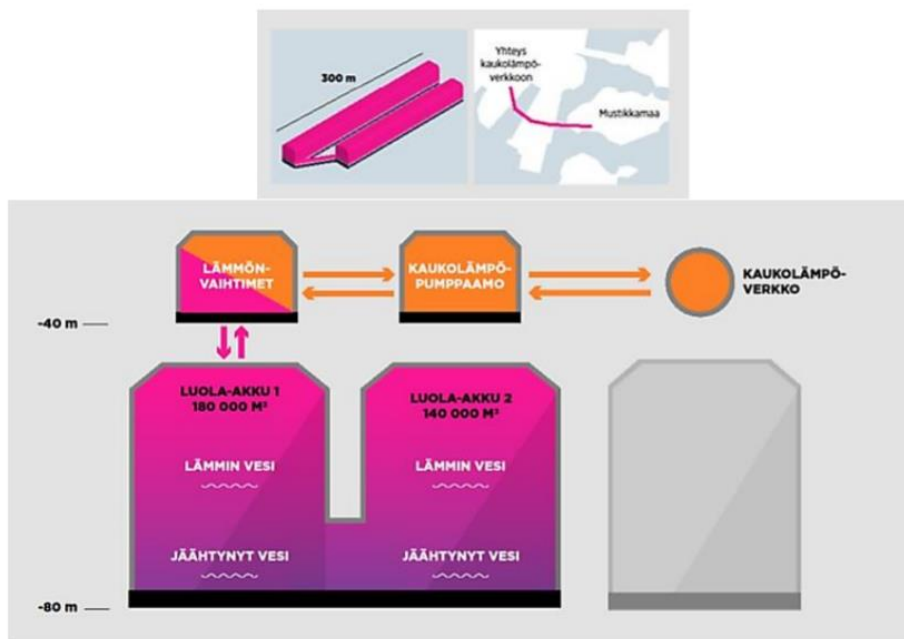 300 m
Yhteys
kaukolämpö-
verkkoon
Mustikkamaa
LÄMMÖN-
VAIHTIMET
KAUKOLÄMPÖ-
PUMPPAAMO
KAUKOLÄMPÖ-
VERKKO
-40 m
LUOLA-AKKU 1
180 000 M³
LUOLA-AKKU 2
140 000 M³
LÄMMIN VESI
LÄMMIN VESI
JÄÄHTYNYT VESI
JÄÄHTYNYT VESI
-80 m